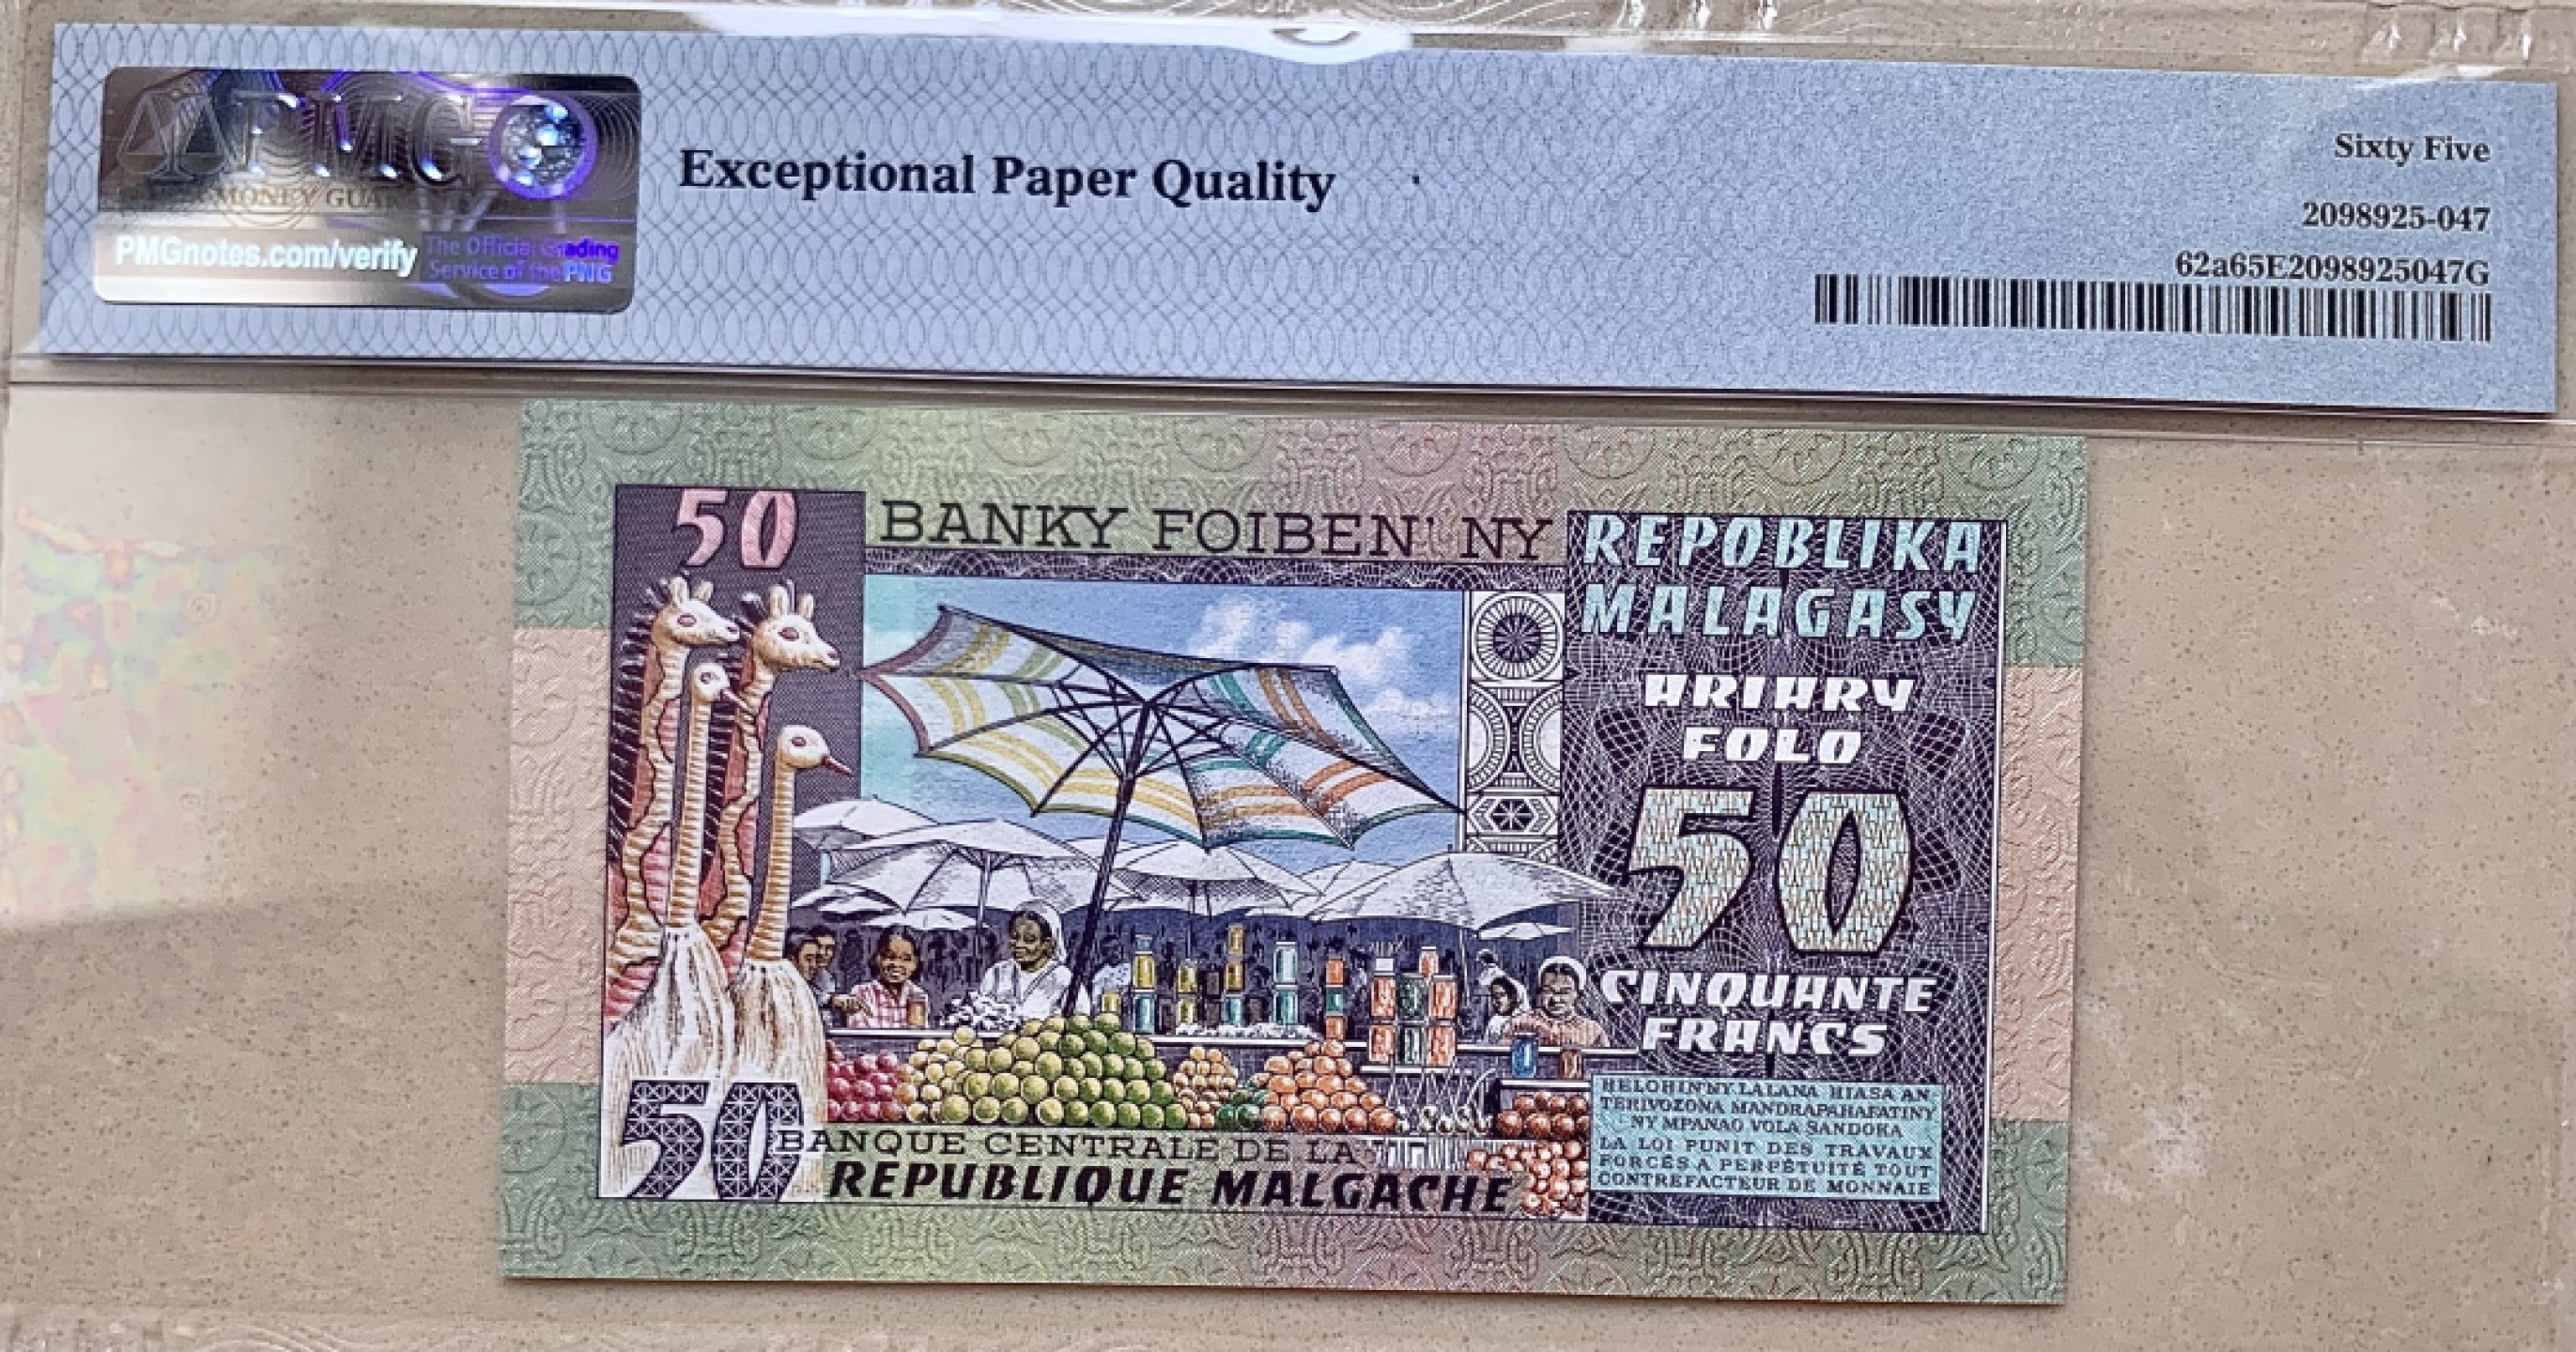 PMG
MONEY GUA
PMGnotes.com/verify
The Official Grading
Service of the PNG
Exceptional Paper Quality
Sixty Five
2098925-047
62a65E2098925047G
50
BANKY FOIBEN'NY
REPOBLIKA
MALAGASY
ARIARY
FOLO
50
CINQUANTE
FRANCS
HELOHIN'NY LALANA HIASA AN
TERIVOZONA MANDRAPAHAFATINY
NY MPANAO VOLA SANDOKA
LA LOI PUNIT DES TRAVAUX
FORCÉS A PERPÉTUITÉ TOUT
CONTREFACTEUR DE MONNAIE
50
BANQUE CENTRALE DE LA
REPUBLIQUE MALGACHE